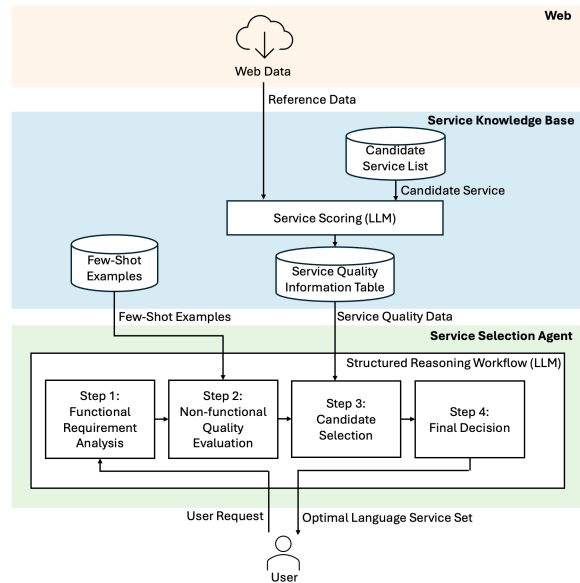 Web
Web Data
Reference Data
Service Knowledge Base
Candidate
Service List
Candidate Service
Service Scoring (LLM)
Few-Shot
Examples
Service Quality
Information Table
Few-Shot Examples
Service Quality Data
Service Selection Agent
Structured Reasoning Workflow (LLM)
Step 1:
Functional
Requirement
Analysis
Step 2:
Non-functional
Quality
Evaluation
Step 3:
Candidate
Selection
Step 4:
Final Decision
User Request
Optimal Language Service Set
User